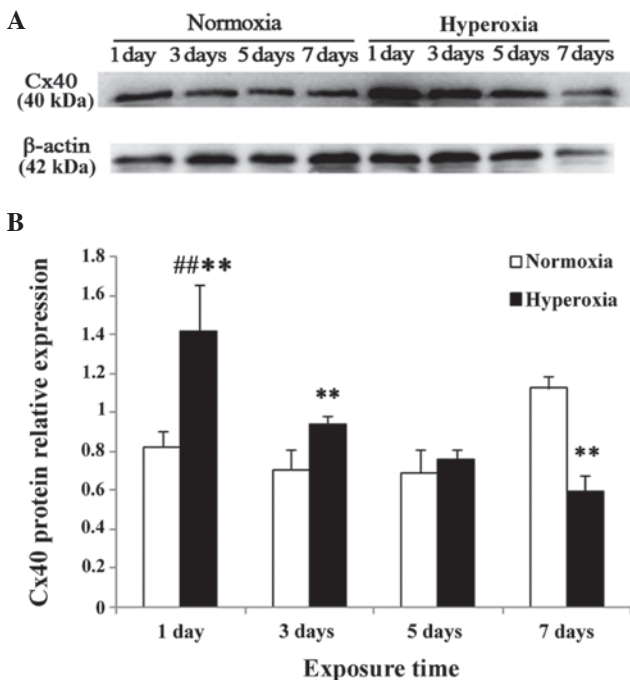 A
Normoxia Hyperoxia
1 day 3 days 5 days 7 days 1 day 3 days 5 days 7 days
Cx40
(40 kDa)
β-actin
(42 kDa)
B
1.8
1.6
1.4
1.2
1
0.8
0.6
0.4
0.2
0
Cx40 protein relative expression
##**
**
**
Normoxia
Hyperoxia
1 day 3 days 5 days 7 days
Exposure time